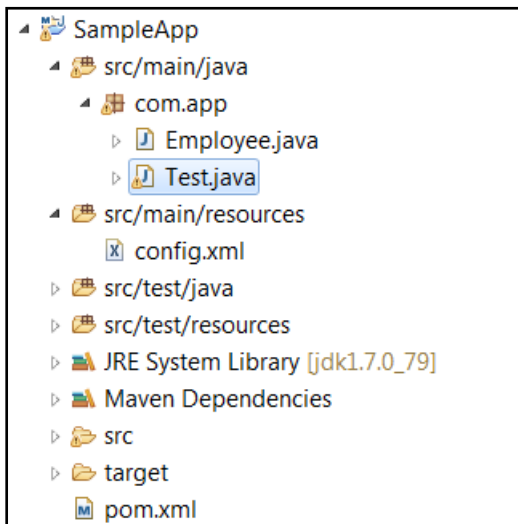 SampleApp
src/main/java
com.app
Employee.java
Test.java
src/main/resources
config.xml
src/test/java
src/test/resources
JRE System Library [jdk1.7.0_79]
Maven Dependencies
src
target
pom.xml